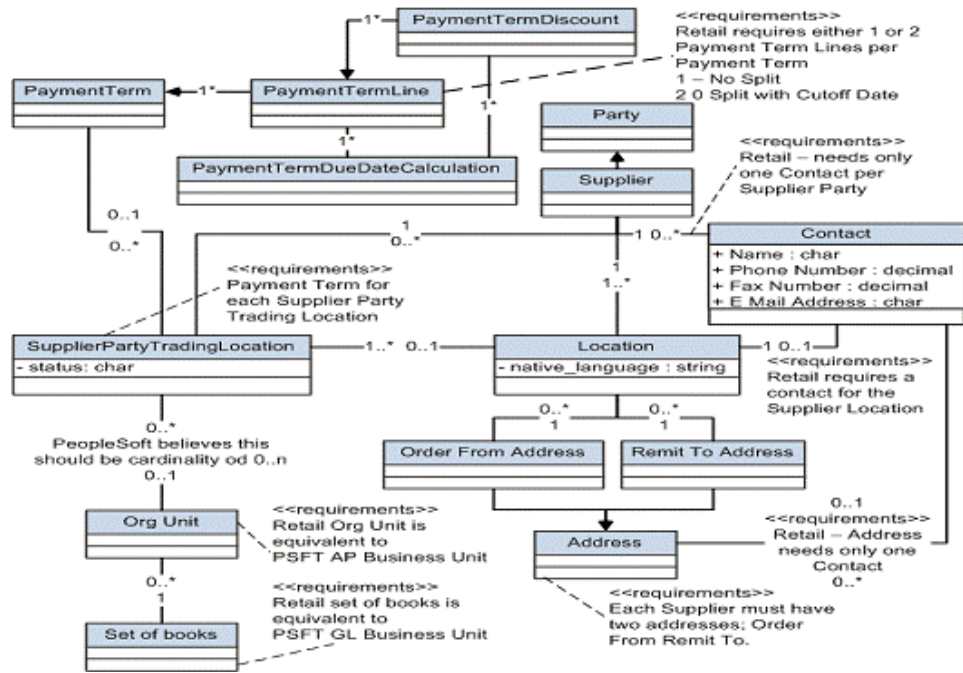 PaymentTermDiscount
<<requirements>>
Retail requires either 1 or 2
Payment Term Lines per
Payment Term
1 – No Split
2 0 Split with Cutoff Date
1*
PaymentTerm
1*
PaymentTermLine
1*
1*
PaymentTermDueDateCalculation
Party
Supplier
<<requirements>>
Retail – needs only
one Contact per
Supplier Party
0..1
0..*
1
0..*
1 0..*
Contact
+ Name : char
+ Phone Number : decimal
+ Fax Number : decimal
+ E Mail Address : char
<<requirements>>
Payment Term for
each Supplier Party
Trading Location
1
1..*
SupplierPartyTradingLocation
- status: char
1..* 0..1
Location
- native_language : string
1 0..1
<<requirements>>
Retail requires a
contact for the
Supplier Location
0..*
PeopleSoft believes this
should be cardinality od 0..n
0..1
0..*
1
0..*
1
Order From Address
Remit To Address
Org Unit
<<requirements>>
Retail Org Unit is
equivalent to
PSFT AP Business Unit
0..*
1
Set of books
<<requirements>>
Retail set of books is
equivalent to
PSFT GL Business Unit
Address
0..1
<<requirements>>
Retail – Address
needs only one
Contact
0..*
<<requirements>>
Each Supplier must have
two addresses; Order
From Remit To.